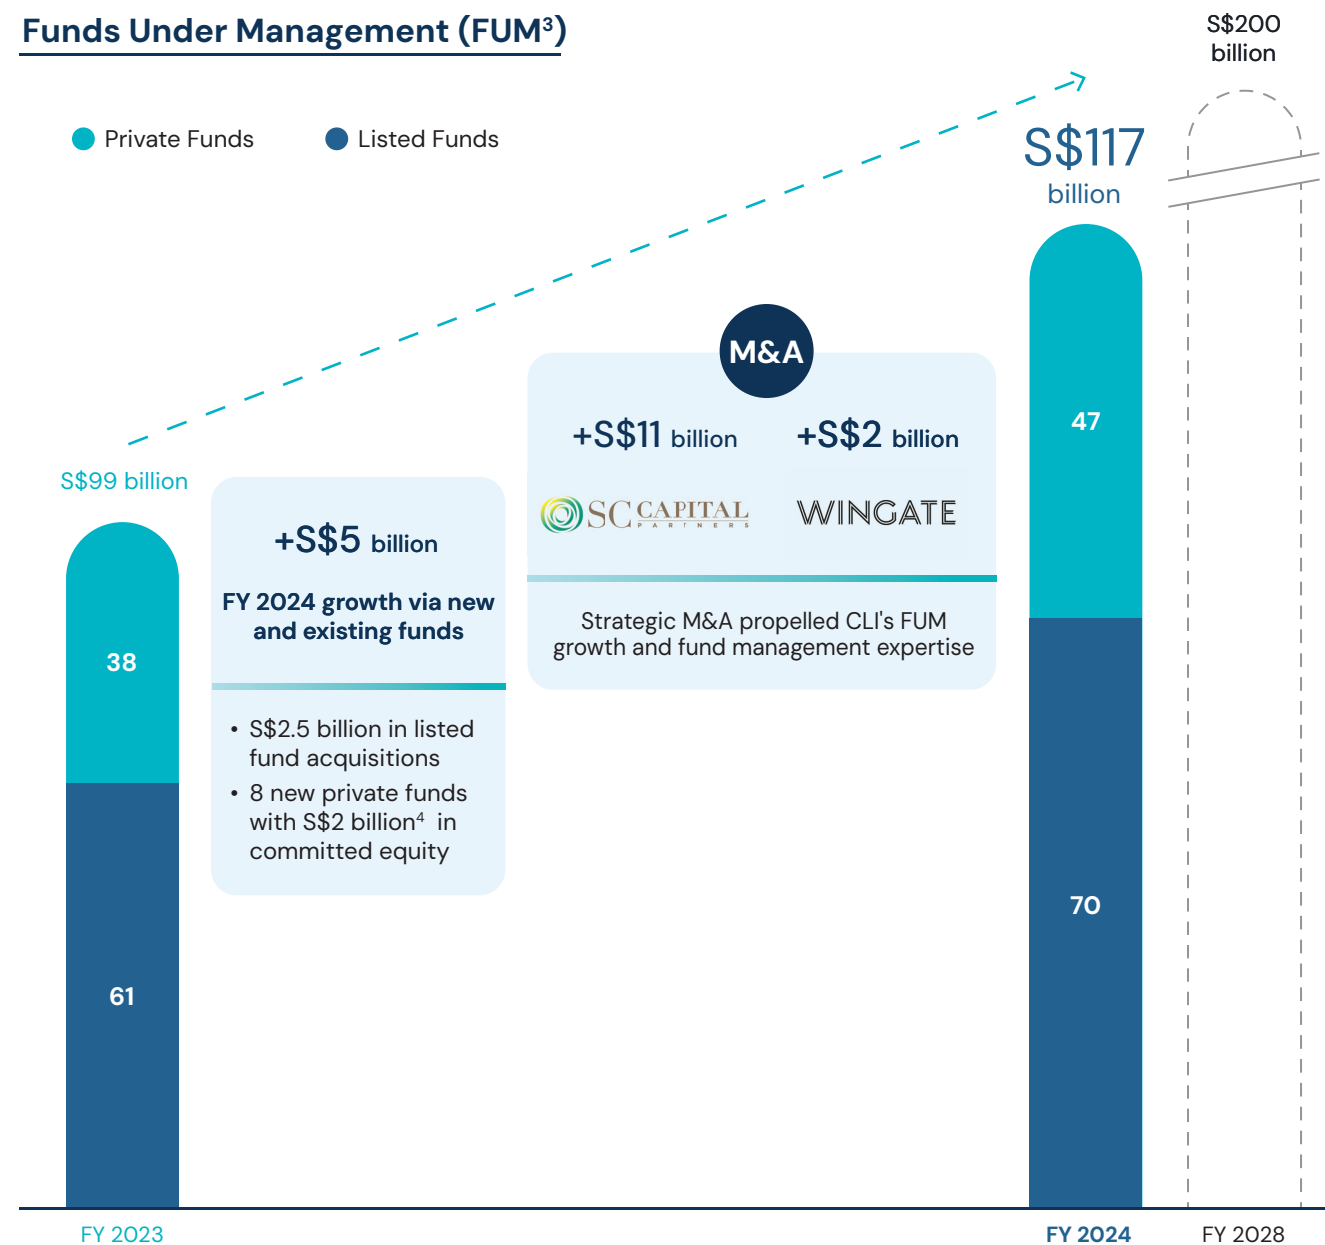 Funds Under Management (FUM³)
S$200
billion
Private Funds
Listed Funds
S$117
billion
M&A
+S$11 billion
+S$2 billion
SC CAPITAL
PARTNERS
WINGATE
Strategic M&A propelled CLI's FUM
growth and fund management expertise
S$99 billion
+S$5 billion
FY 2024 growth via new
and existing funds
• S$2.5 billion in listed
fund acquisitions
• 8 new private funds
with S$2 billion⁴ in
committed equity
38
61
47
70
FY 2023
FY 2024
FY 2028